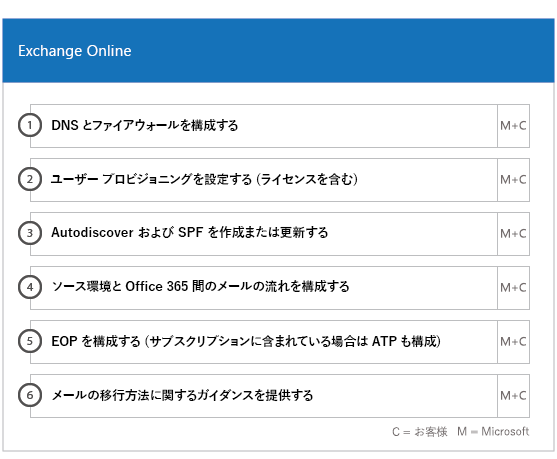 Exchange Online
1 DNS とファイアウォールを構成する M+C
2 ユーザー プロビジョニングを設定する (ライセンスを含む) M+C
3 Autodiscover および SPF を作成または更新する M+C
4 ソース環境と Office 365 間のメールの流れを構成する M+C
5 EOP を構成する (サブスクリプションに含まれている場合は ATP も構成) M+C
6 メールの移行方法に関するガイダンスを提供する M+C
C = お客様 M = Microsoft